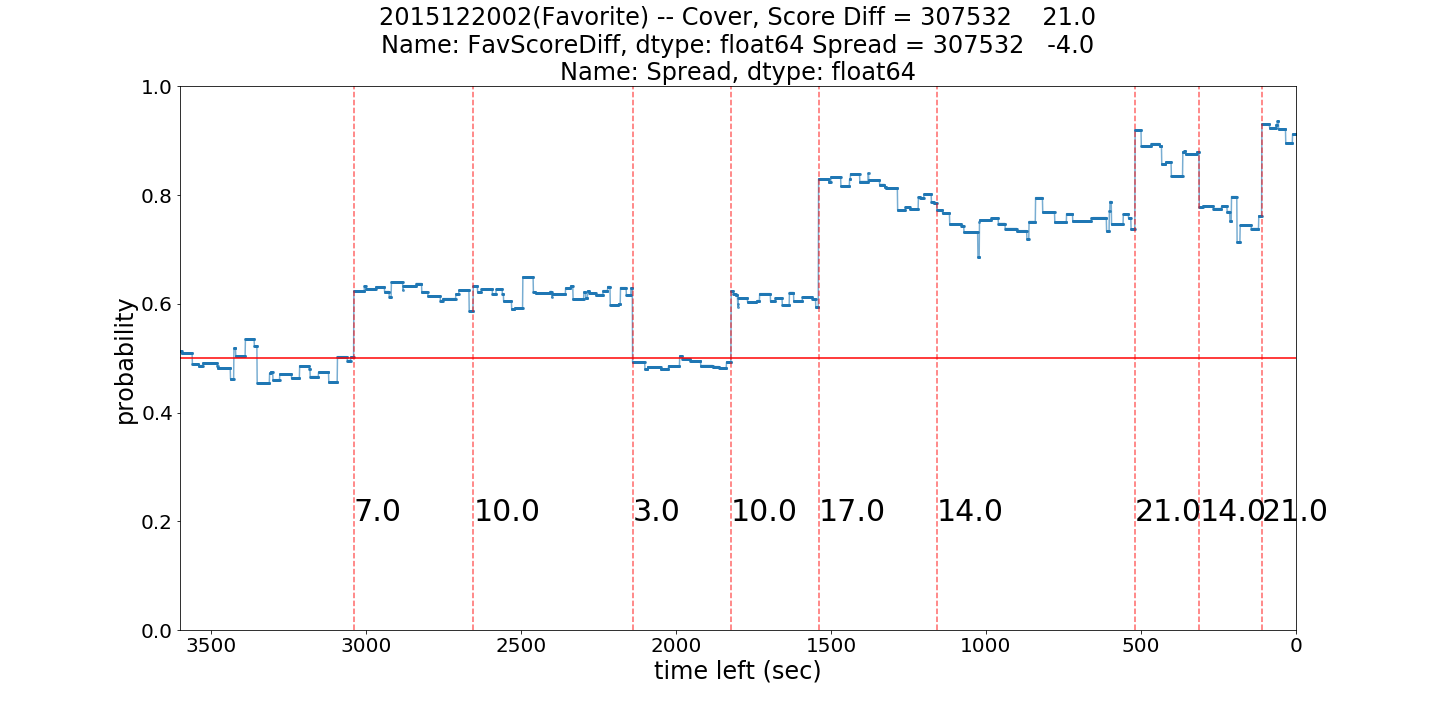 2015122002(Favorite) -- Cover, Score Diff = 307532    21.0
Name: FavScoreDiff, dtype: float64 Spread = 307532   -4.0
Name: Spread, dtype: float64
1.0
0.8
0.6
0.4
0.2
0.0
probability
7.0 10.0 3.0 10.0 17.0 14.0 21.0 14.0 21.0
3500 3000 2500 2000 1500 1000 500 0
time left (sec)